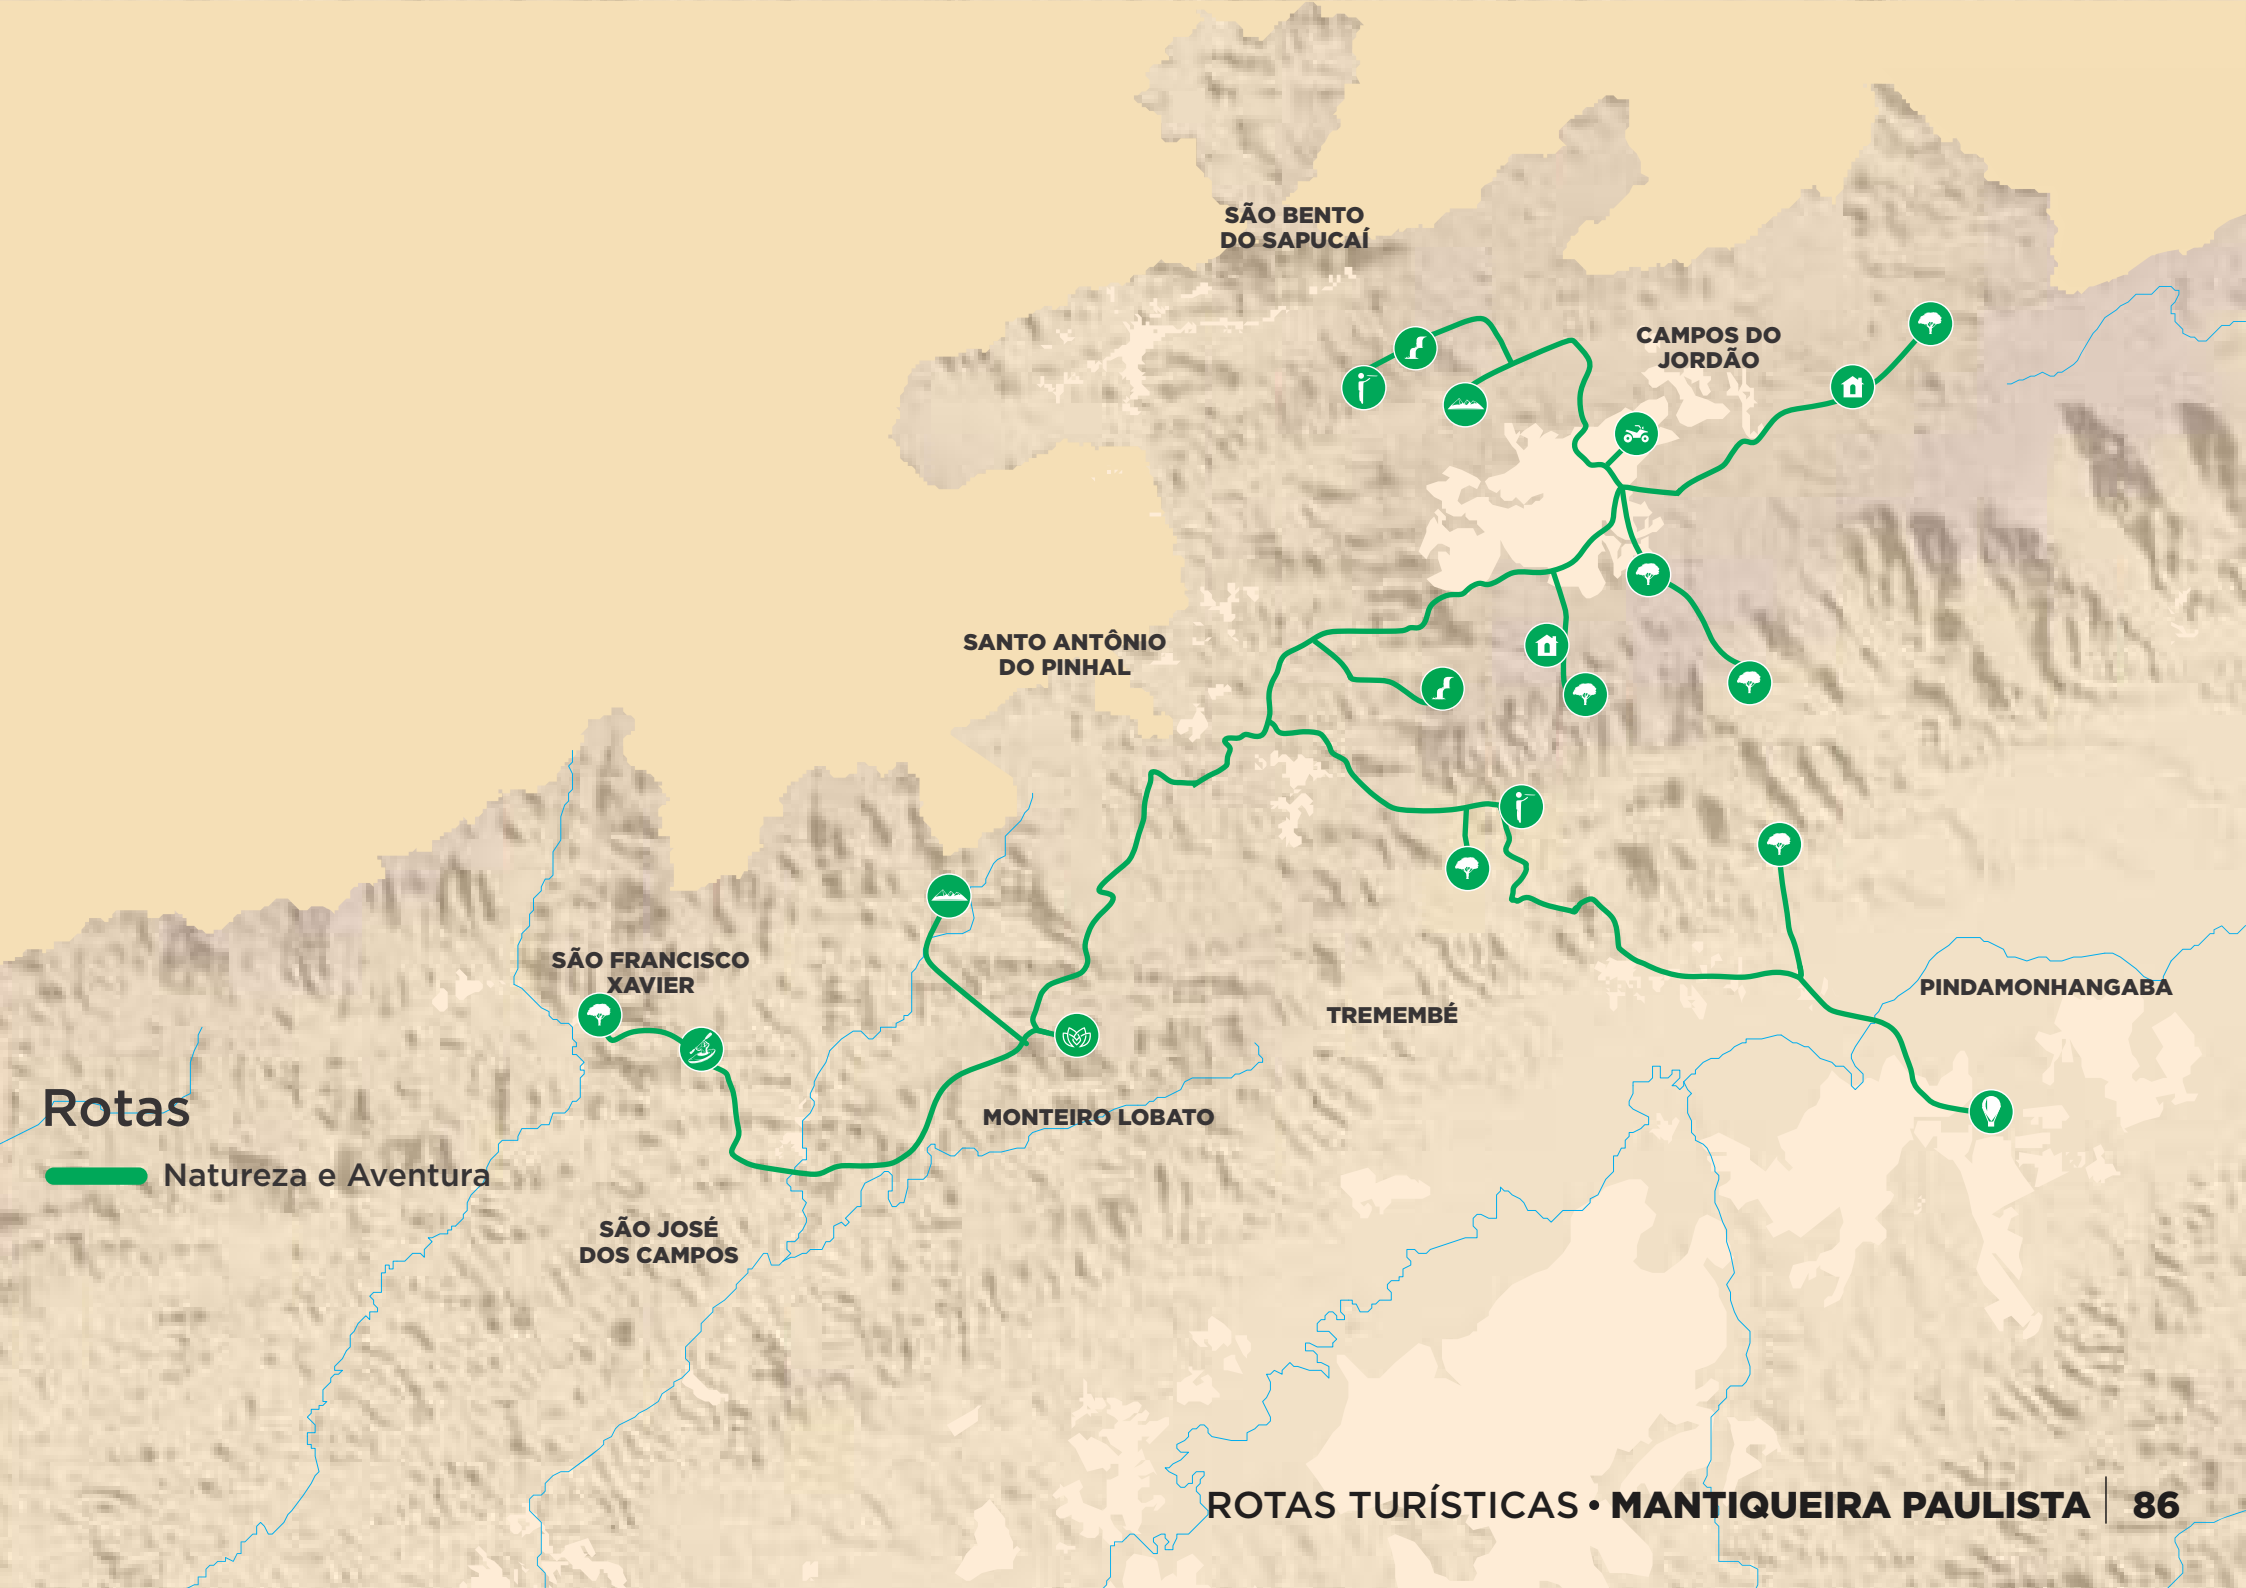 SÃO BENTO
DO SAPUCAÍ
CAMPOS DO
JORDÃO
SANTO ANTÔNIO
DO PINHAL
SÃO FRANCISCO
XAVIER
PINDAMONHANGABA
TREMEMBÉ
Rotas
MONTEIRO LOBATO
Natureza e Aventura
SÃO JOSÉ
DOS CAMPOS
ROTAS TURÍSTICAS • MANTIQUEIRA PAULISTA | 86